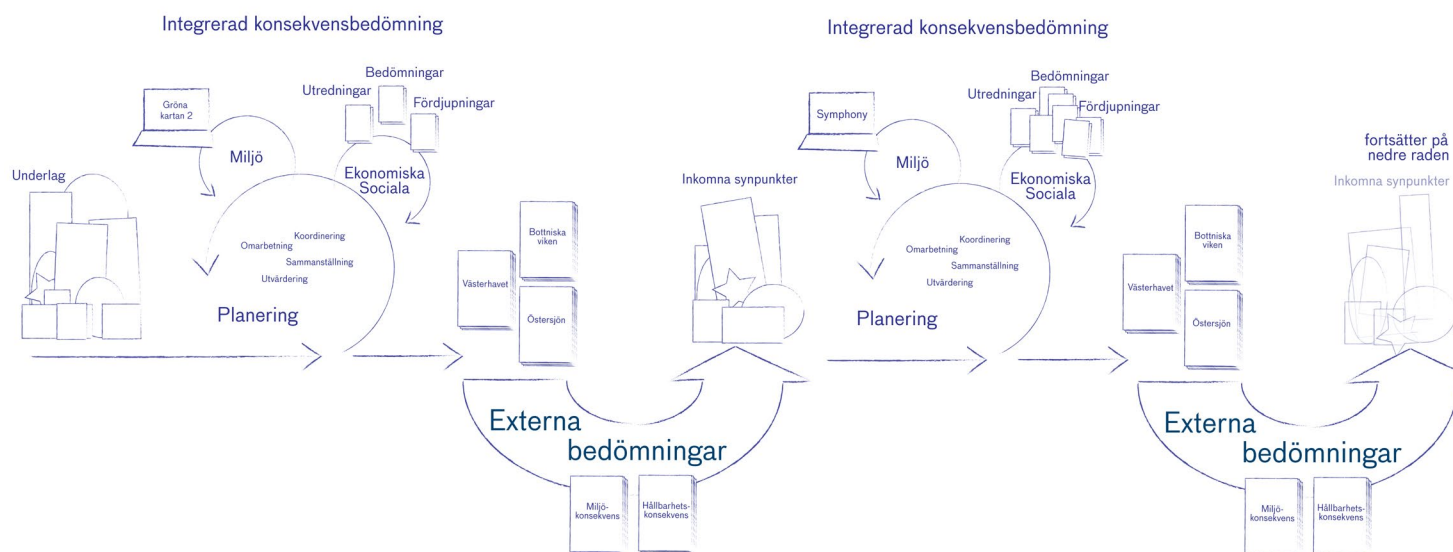 Integrerad konsekvensbedömning
Gröna
kartan 2
Miljö
Utredningar
Bedömningar
Fördjupningar
Ekonomiska
Sociala
Underlag
Koordinering
Omarbetning
Sammanställning
Utvärdering
Planering
Västerhavet
Bottniska
viken
Östersjön
Externa
bedömningar
Miljö-
konsekvens
Hållbarhets-
konsekvens
Inkomna synpunkter
Integrerad konsekvensbedömning
Symphony
Miljö
Utredningar
Bedömningar
Fördjupningar
Ekonomiska
Sociala
Koordinering
Omarbetning
Sammanställning
Utvärdering
Planering
Västerhavet
Bottniska
viken
Östersjön
Externa
bedömningar
Miljö-
konsekvens
Hållbarhets-
konsekvens
fortsätter på
nedre raden
Inkomna synpunkter